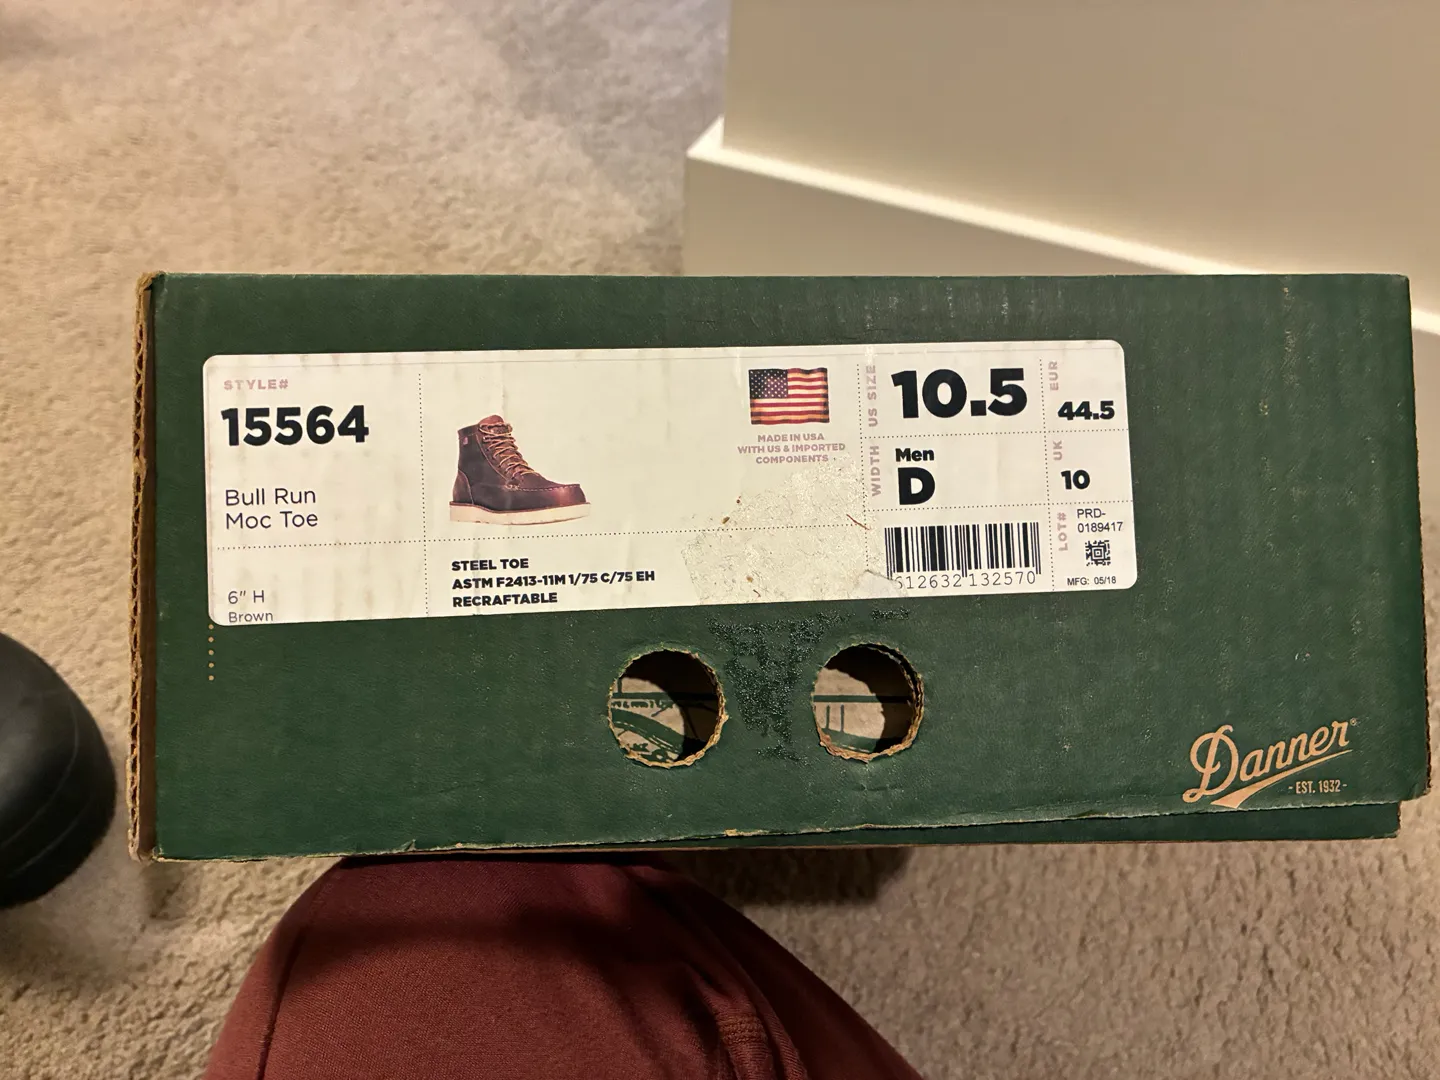 STYLE#
15564
Bull Run
Moc Toe
6" H
Brown
MADE IN USA
WITH US & IMPORTED
COMPONENTS
STEEL TOE
ASTM F2413-11M 1/75 C/75 EH
RECRAFTABLE
US SIZE
10.5
EUR
44.5
WIDTH
Men
D
UK
10
612632 132570
LOT#
PRD-
0189417
MFG: 05/18
Danner®
- EST. 1932 -